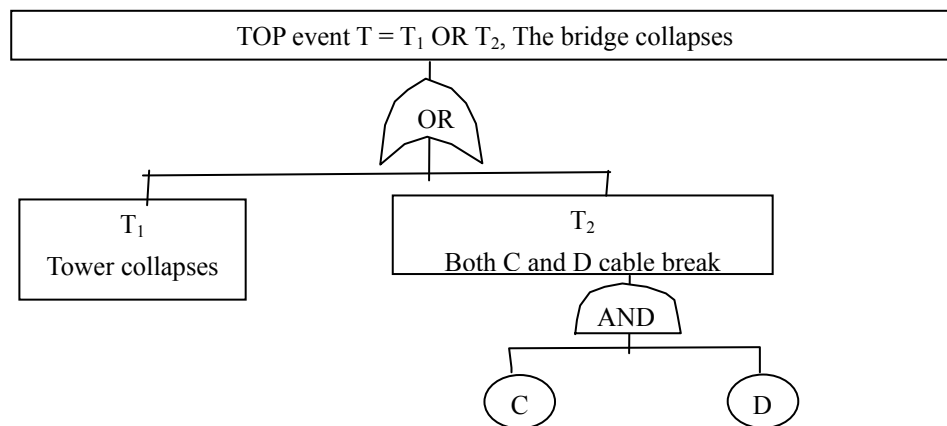 TOP event T = T₁ OR T₂, The bridge collapses
OR
T₁
Tower collapses
T₂
Both C and D cable break
AND
C
D